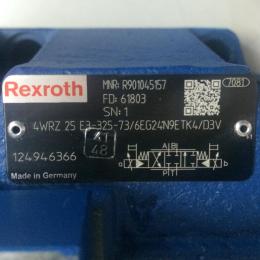 Rexroth
MNR: R901045157
FD: 61803
SN: 1
7081
4WRZ 25 E3-325-73/6EG24N9ETK4/D3V
124946366
48
A B
P T
Made in Germany